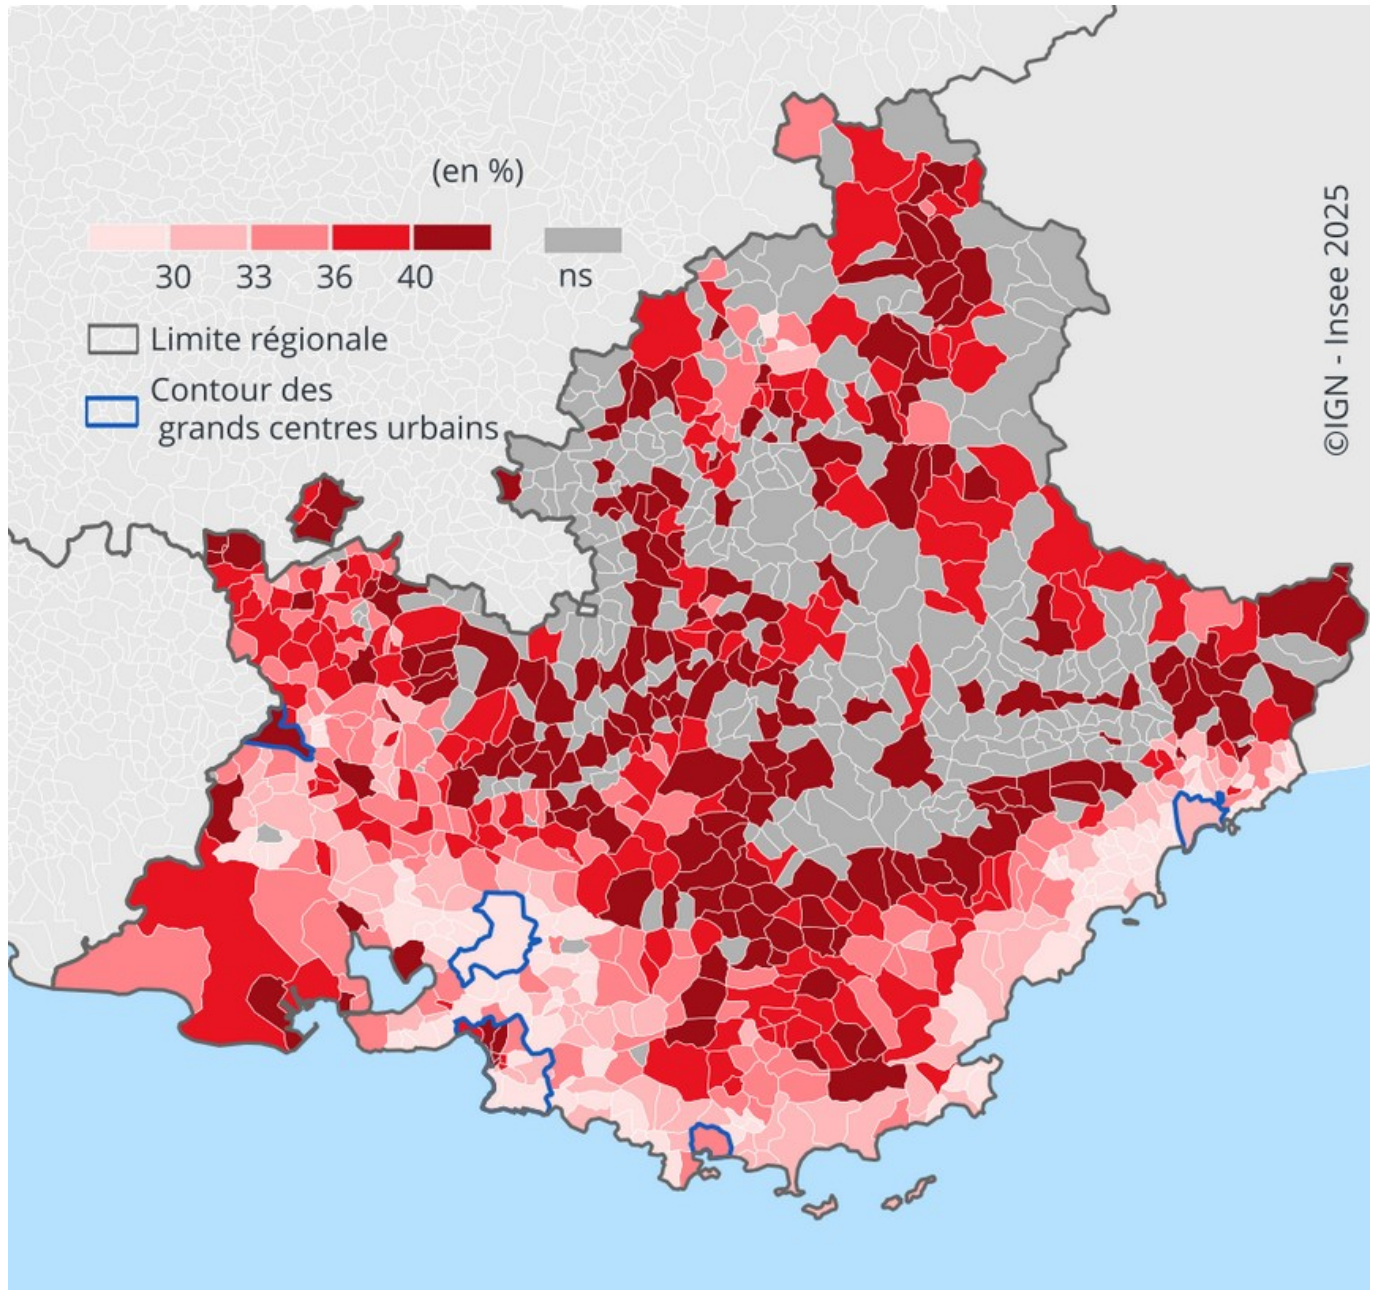 (en %)
30 33 36 40 ns
Limite régionale
Contour des
grands centres urbains
©IGN - Insee 2025